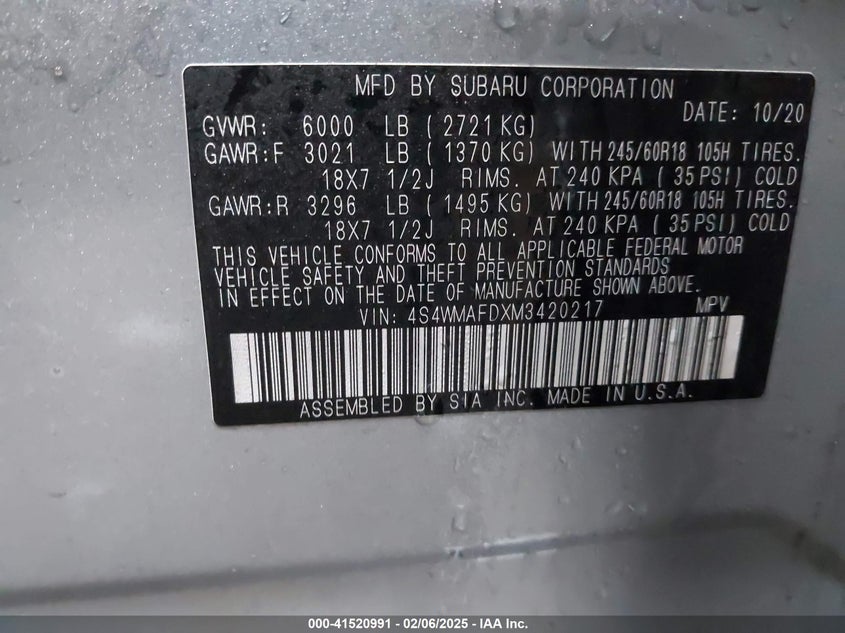 MFD BY SUBARU CORPORATION
DATE: 10/20
GVWR: 6000 LB ( 2721 KG)
GAWR:F 3021 LB ( 1370 KG) WITH 245/60R18 105H TIRES.
18X7 1/2J RIMS. AT 240 KPA ( 35 PSI) COLD
GAWR:R 3296 LB ( 1495 KG) WITH 245/60R18 105H TIRES.
18X7 1/2J RIMS. AT 240 KPA ( 35 PSI) COLD
THIS VEHICLE CONFORMS TO ALL APPLICABLE FEDERAL MOTOR
VEHICLE SAFETY AND THEFT PREVENTION STANDARDS
IN EFFECT ON THE DATE OF MANUFACTURE SHOWN ABOVE.
VIN: 4S4WMAFDXM3420217 MPV
ASSEMBLED BY SIA INC. MADE IN U.S.A.
000-41520991 - 02/06/2025 - IAA Inc.